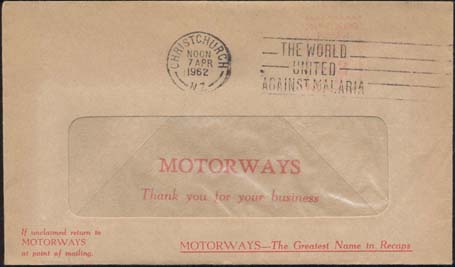 CHRISTCHURCH
NOON
7 APR
1962
N.Z.
THE WORLD
UNITED
AGAINST MALARIA
MOTORWAYS
Thank you for your business
If unclaimed return to
MOTORWAYS
at point of mailing.
MOTORWAYS—The Greatest Name in Recaps